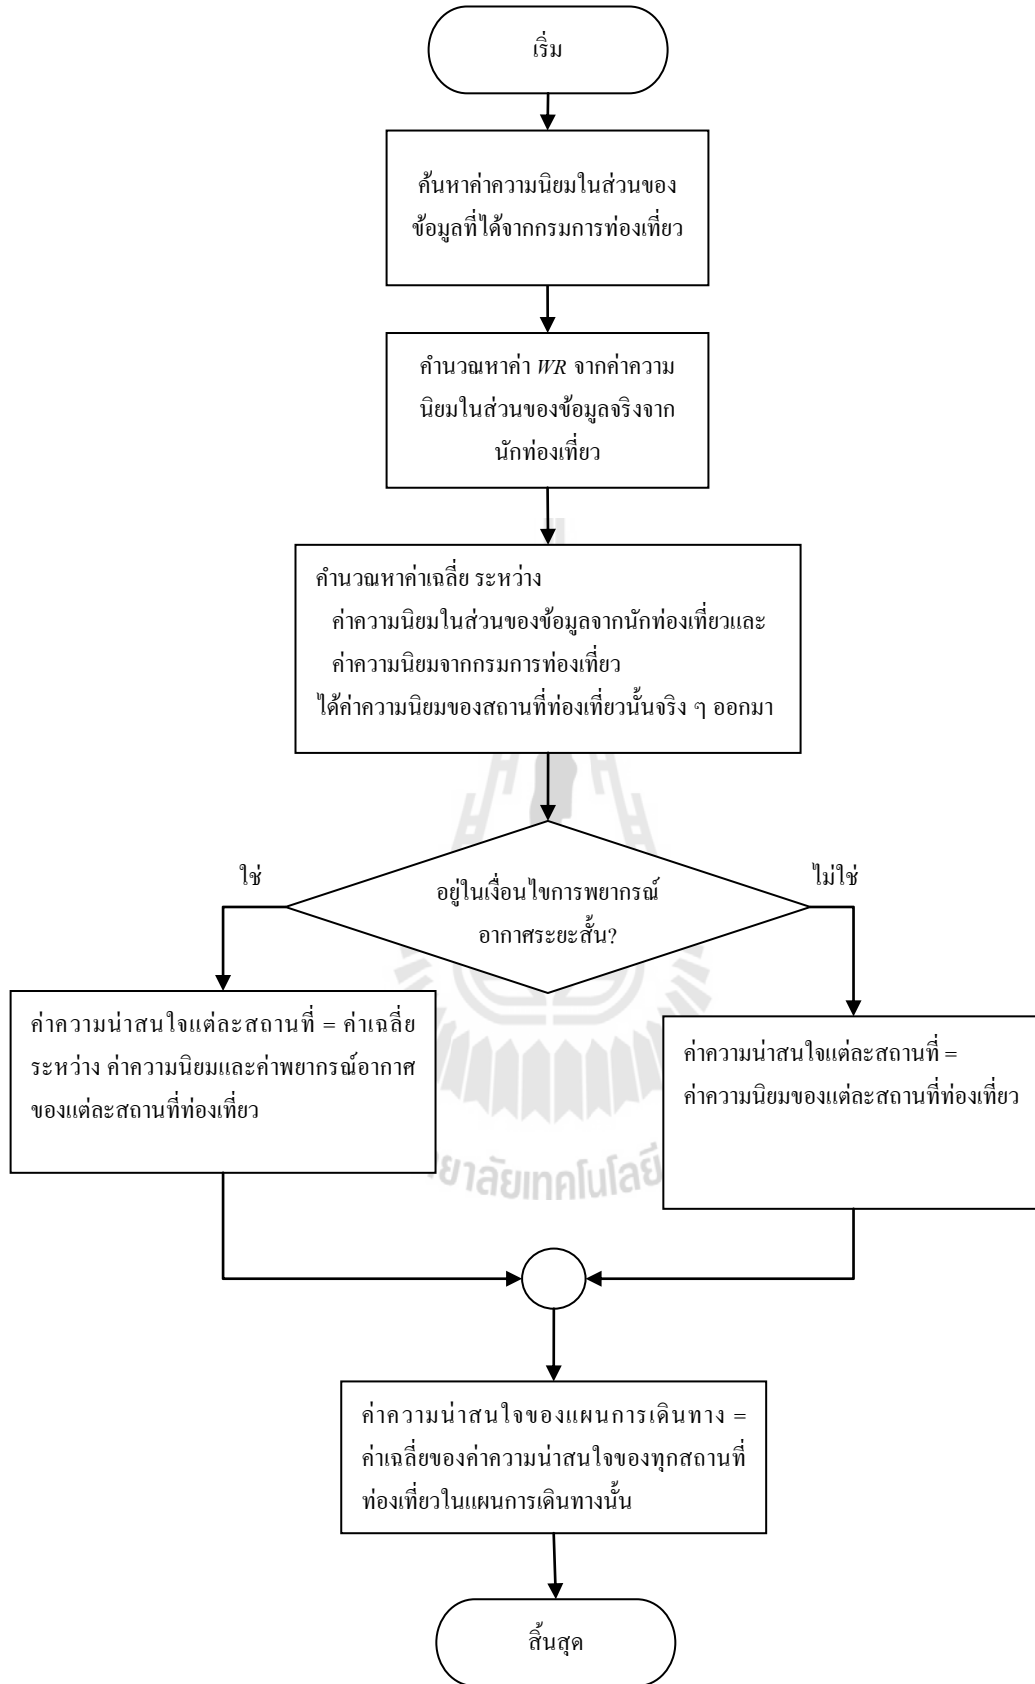 เริ่ม
ค้นหาค่าความนิยมในส่วนของ
ข้อมูลที่ได้จากกรมการท่องเที่ยว
คำนวณหาค่า WR จากค่าความ
นิยมในส่วนของข้อมูลจริงจาก
นักท่องเที่ยว
คำนวณหาค่าเฉลี่ย ระหว่าง
ค่าความนิยมในส่วนของข้อมูลจากนักท่องเที่ยวและ
ค่าความนิยมจากกรมการท่องเที่ยว
ได้ค่าความนิยมของสถานที่ท่องเที่ยวนั้นจริง ๆ ออกมา
ใช่
ไม่ใช่
อยู่ในเงื่อนไขการพยากรณ์
อากาศระยะสั้น?
ค่าความน่าสนใจแต่ละสถานที่ = ค่าเฉลี่ย
ระหว่าง ค่าความนิยมและค่าพยากรณ์อากาศ
ของแต่ละสถานที่ท่องเที่ยว
ค่าความน่าสนใจแต่ละสถานที่ =
ค่าความนิยมของแต่ละสถานที่ท่องเที่ยว
ยาลัยเทคโนโลยี
ค่าความน่าสนใจของแผนการเดินทาง =
ค่าเฉลี่ยของค่าความน่าสนใจของทุกสถานที่
ท่องเที่ยวในแผนการเดินทางนั้น
สิ้นสุด